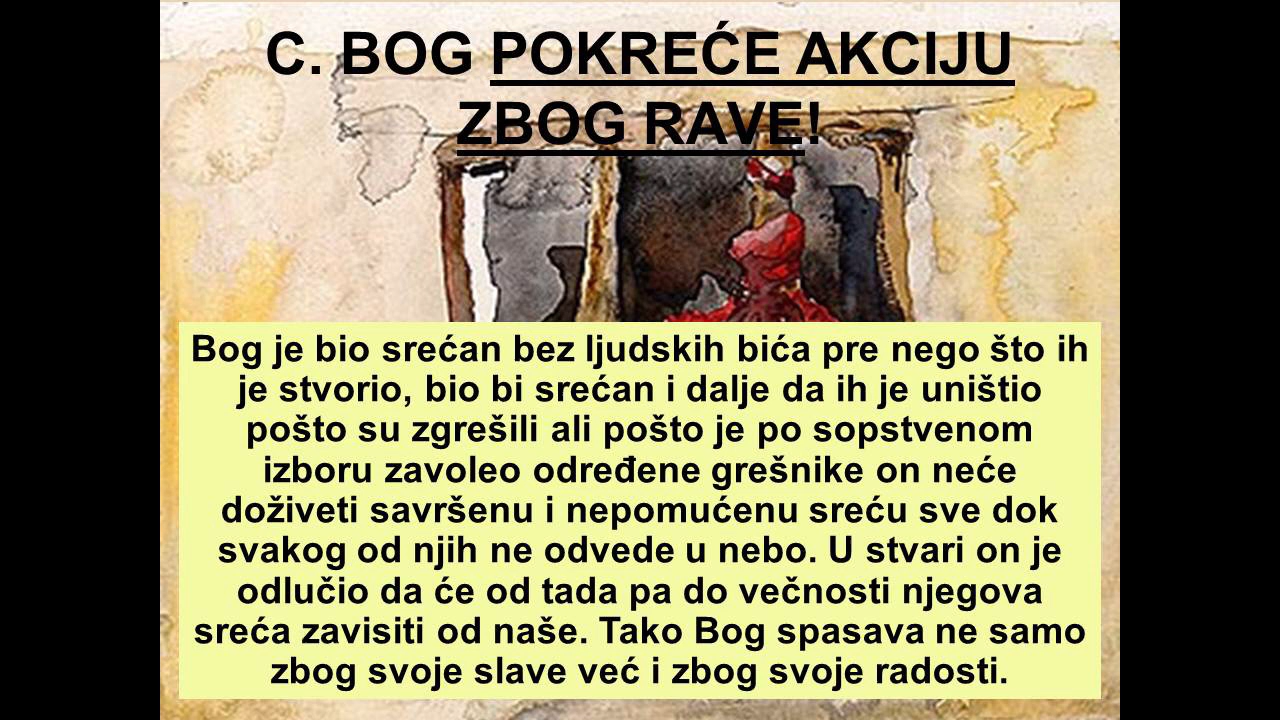 C. BOG POKREĆE AKCIJU
ZBOG RAVE!
Bog je bio srećan bez ljudskih bića pre nego što ih
je stvorio, bio bi srećan i dalje da ih je uništio
pošto su zgrešili ali pošto je po sopstvenom
izboru zavoleo određene grešnike on neće
doživeti savršenu i nepomućenu sreću sve dok
svakog od njih ne odvede u nebo. U stvari on je
odlučio da će od tada pa do večnosti njegova
sreća zavisiti od naše. Tako Bog spasava ne samo
zbog svoje slave već i zbog svoje radosti.